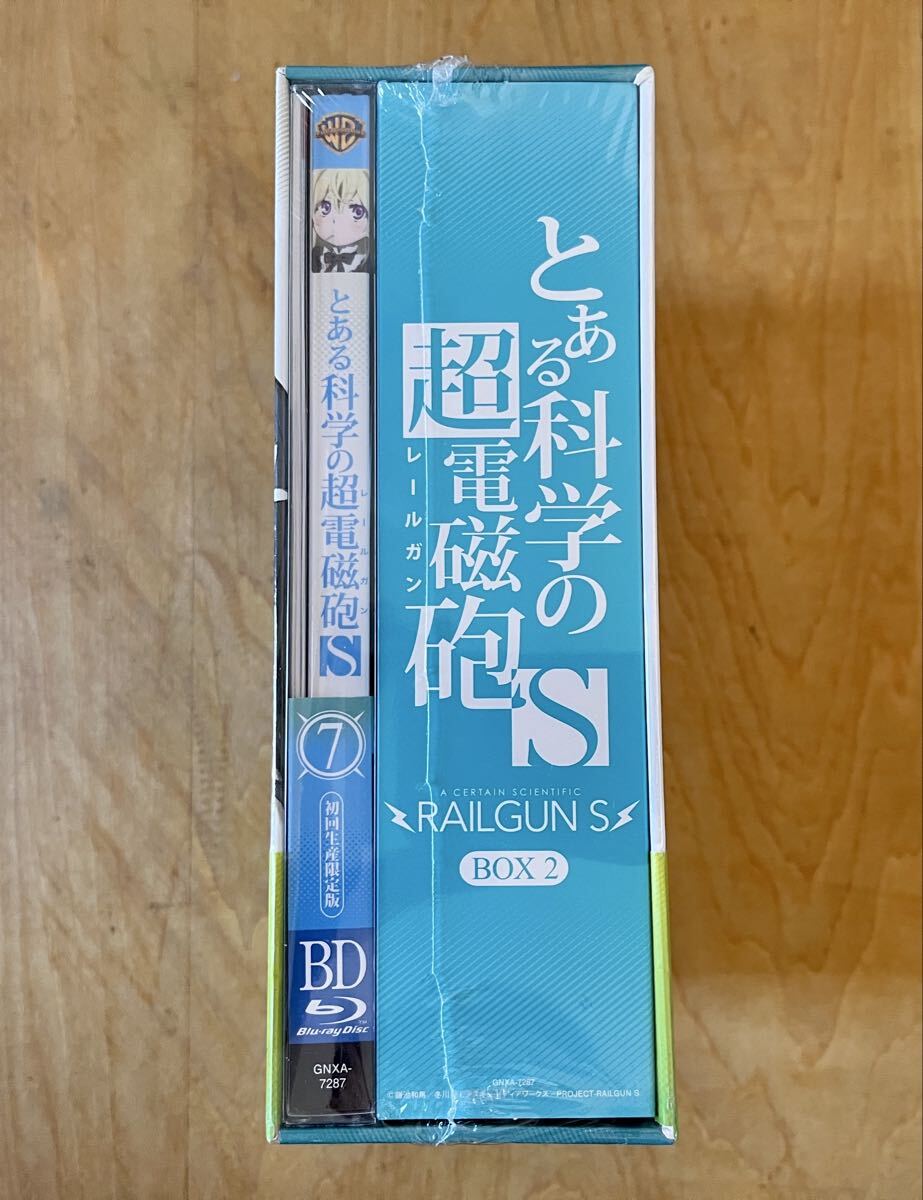 とある科学の超電磁砲S
レールガン
7
初回生産限定版
BD
Blu-ray Disc
GNXA-
7287
とある科学の
超電磁砲S
レールガン
A CERTAIN SCIENTIFIC
RAILGUN S
BOX 2
GNXA-7287
PROJECT-RAILGUN S